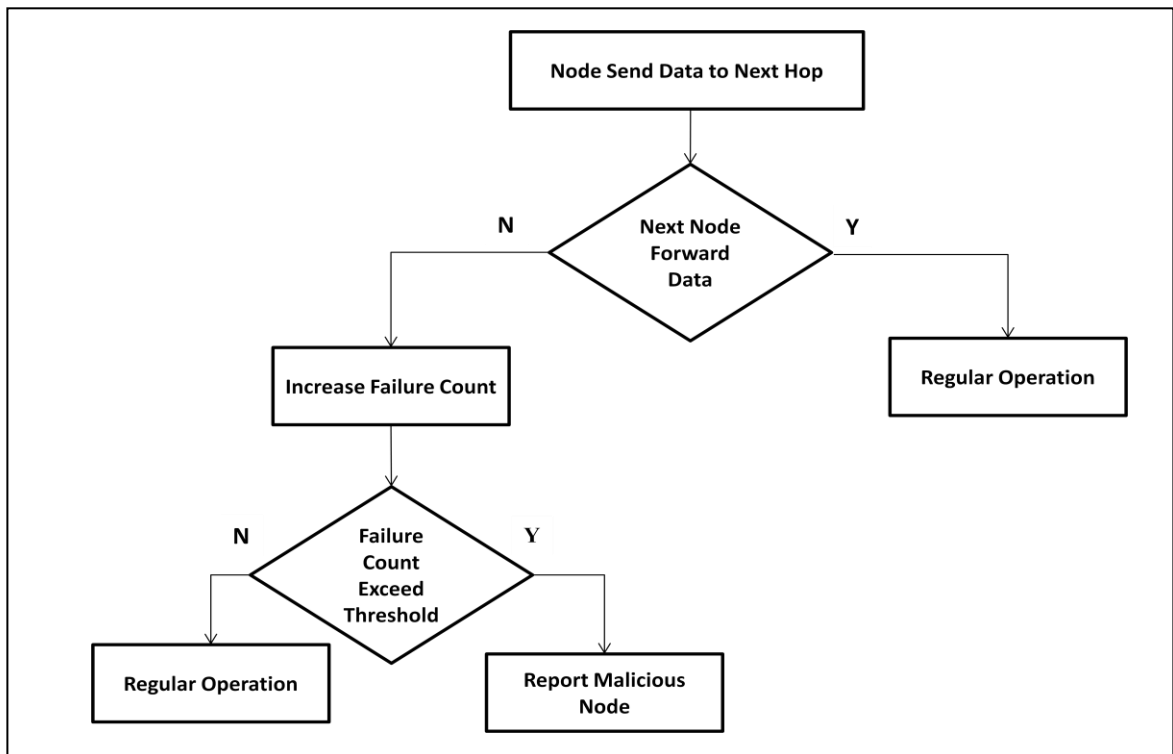 Node Send Data to Next Hop
Next Node
Forward
Data
N
Y
Increase Failure Count
Regular Operation
Failure
Count
Exceed
Threshold
N
Y
Regular Operation
Report Malicious
Node